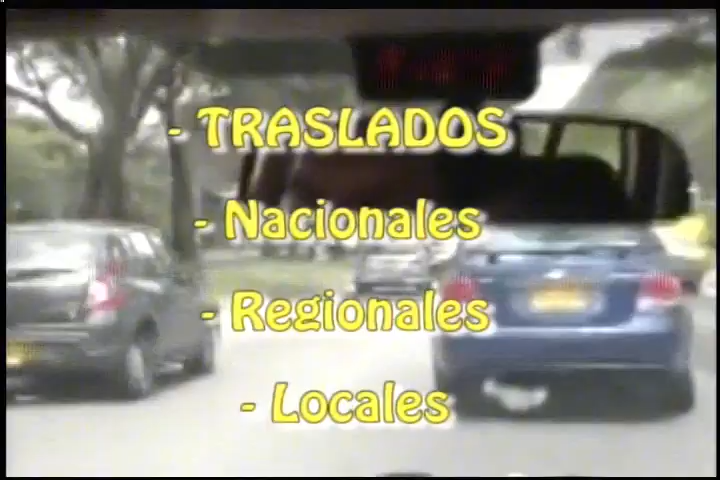 - TRASLADOS
- Nacionales
- Regionales
- Locales